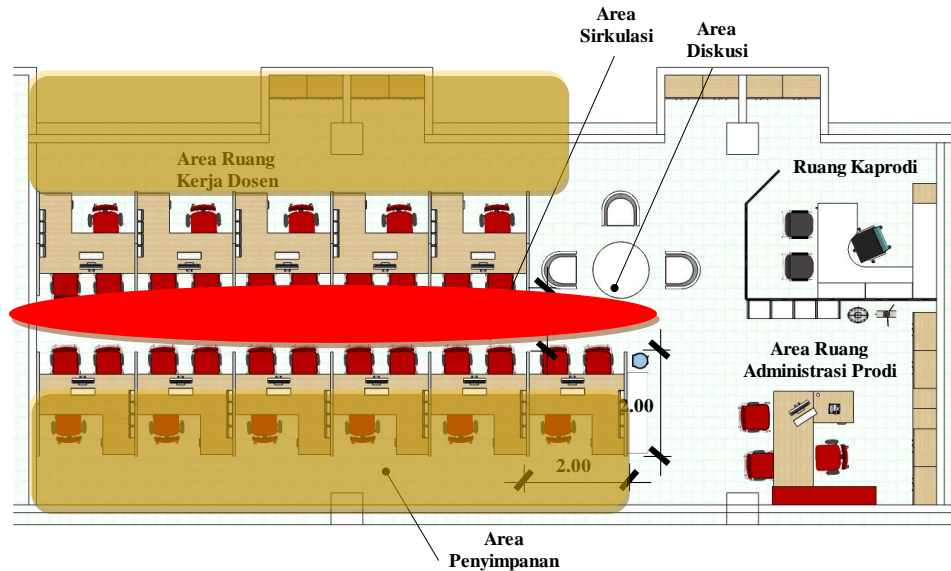 Area
Sirkulasi
Area
Diskusi
Area Ruang
Kerja Dosen
Ruang Kaprodi
Area Ruang
Administrasi Prodi
2.00
2.00
Area
Penyimpanan